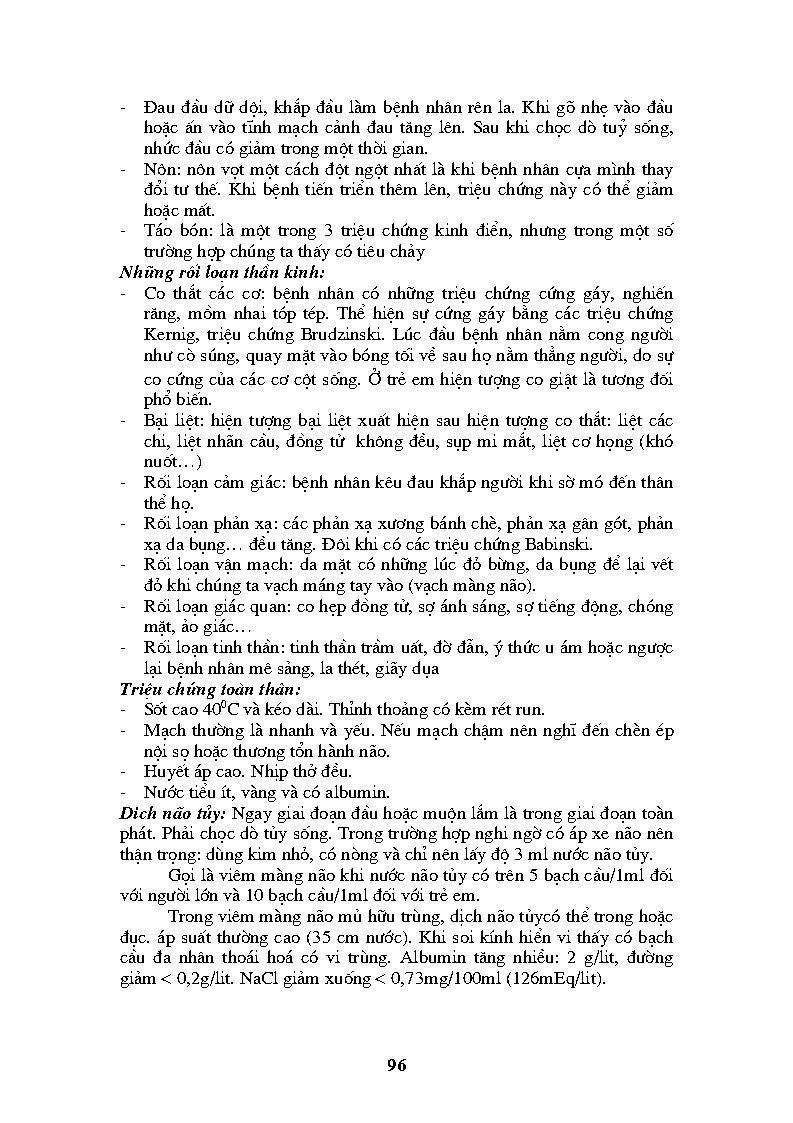 - Đau đầu dữ dội, khắp đầu làm bệnh nhân rên la. Khi gõ nhẹ vào đầu
hoặc ấn vào tĩnh mạch cảnh đau tăng lên. Sau khi chọc dò tuỷ sống,
nhức đầu có giảm trong một thời gian.
- Nôn: nôn vọt một cách đột ngột nhất là khi bệnh nhân cựa mình thay
đổi tư thế. Khi bệnh tiến triển thêm lên, triệu chứng này có thể giảm
hoặc mất.
- Táo bón: là một trong 3 triệu chứng kinh điển, nhưng trong một số
trường hợp chúng ta thấy có tiêu chảy
Những rối loạn thần kinh:
- Co thắt các cơ: bệnh nhân có những triệu chứng cứng gáy, nghiến
răng, mồm nhai tóp tép. Thể hiện sự cứng gáy bằng các triệu chứng
Kernig, triệu chứng Brudzinski. Lúc đầu bệnh nhân nằm cong người
như cò súng, quay mặt vào bóng tối về sau họ nằm thẳng người, do sự
co cứng của các cơ cột sống. Ở trẻ em hiện tượng co giật là tương đối
phổ biến.
- Bại liệt: hiện tượng bại liệt xuất hiện sau hiện tượng co thắt: liệt các
chi, liệt nhãn cầu, đồng tử không đều, sụp mi mắt, liệt cơ họng (khó
nuốt…)
- Rối loạn cảm giác: bệnh nhân kêu đau khắp người khi sờ mó đến thân
thể họ.
- Rối loạn phản xạ: các phản xạ xương bánh chè, phản xạ gân gót, phản
xạ da bụng… đều tăng. Đôi khi có các triệu chứng Babinski.
- Rối loạn vận mạch: da mặt có những lúc đỏ bừng, da bụng để lại vết
đỏ khi chúng ta vạch máng tay vào (vạch màng não).
- Rối loạn giác quan: co hẹp đồng tử, sợ ánh sáng, sợ tiếng động, chóng
mặt, ảo giác…
- Rối loạn tinh thần: tinh thần trầm uất, đờ đẫn, ý thức u ám hoặc ngược
lại bệnh nhân mê sảng, la thét, giãy dụa
Triệu chứng toàn thân:
- Sốt cao 40⁰C và kéo dài. Thỉnh thoảng có kèm rét run.
- Mạch thường là nhanh và yếu. Nếu mạch chậm nên nghĩ đến chèn ép
nội sọ hoặc thương tổn hành não.
- Huyết áp cao. Nhịp thở đều.
- Nước tiểu ít, vàng và có albumin.
Dich não tủy: Ngay giai đoạn đầu hoặc muộn lắm là trong giai đoạn toàn
phát. Phải chọc dò tủy sống. Trong trường hợp nghi ngờ có áp xe não nên
thận trọng: dùng kim nhỏ, có nòng và chỉ nên lấy độ 3 ml nước não tủy.
Gọi là viêm màng não khi nước não tủy có trên 5 bạch cầu/1ml đối
với người lớn và 10 bạch cầu/1ml đối với trẻ em.
Trong viêm màng não mủ hữu trùng, dịch não tủycó thể trong hoặc
đục. áp suất thường cao (35 cm nước). Khi soi kính hiển vi thấy có bạch
cầu đa nhân thoái hoá có vi trùng. Albumin tăng nhiều: 2 g/lit, đường
giảm < 0,2g/lit. NaCl giảm xuống < 0,73mg/100ml (126mEq/lit).
96